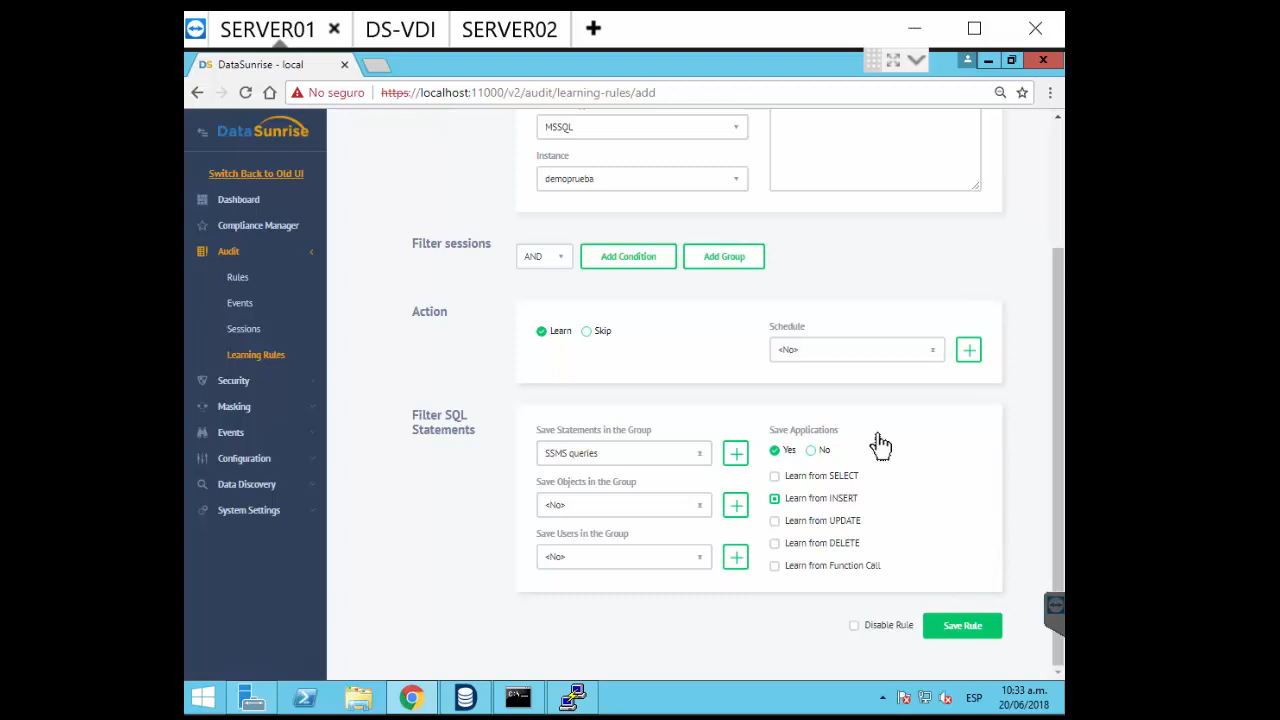 SERVER01
DS-VDI
SERVER02
DS DataSunrise - local
No seguro https://localhost:11000/v2/audit/learning-rules/add
DataSunrise
Switch Back to Old UI
Dashboard
Compliance Manager
Audit
Rules
Events
Sessions
Learning Rules
Security
Masking
Events
Configuration
Data Discovery
System Settings
MSSQL
Instance
demoprueba
Filter sessions
AND
Add Condition
Add Group
Action
Learn
Skip
Schedule
<No>
Filter SQL
Statements
Save Statements in the Group
SSMS queries
Save Objects in the Group
<No>
Save Users in the Group
<No>
Save Applications
Yes
No
Learn from SELECT
Learn from INSERT
Learn from UPDATE
Learn from DELETE
Learn from Function Call
Disable Rule
Save Rule
ESP
10:33 a.m.
20/06/2018